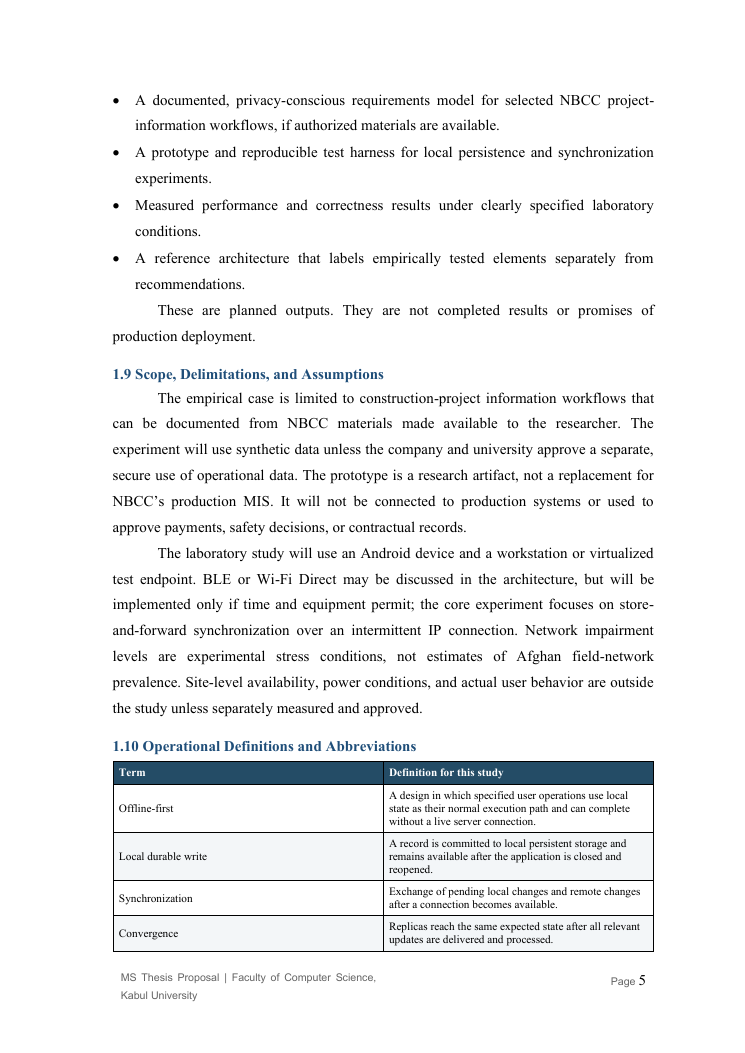 • A documented, privacy-conscious requirements model for selected NBCC project-
information workflows, if authorized materials are available.
• A prototype and reproducible test harness for local persistence and synchronization
experiments.
• Measured performance and correctness results under clearly specified laboratory
conditions.
• A reference architecture that labels empirically tested elements separately from
recommendations.
These are planned outputs. They are not completed results or promises of
production deployment.
1.9 Scope, Delimitations, and Assumptions
The empirical case is limited to construction-project information workflows that
can be documented from NBCC materials made available to the researcher. The
experiment will use synthetic data unless the company and university approve a separate,
secure use of operational data. The prototype is a research artifact, not a replacement for
NBCC’s production MIS. It will not be connected to production systems or used to
approve payments, safety decisions, or contractual records.
The laboratory study will use an Android device and a workstation or virtualized
test endpoint. BLE or Wi-Fi Direct may be discussed in the architecture, but will be
implemented only if time and equipment permit; the core experiment focuses on store-
and-forward synchronization over an intermittent IP connection. Network impairment
levels are experimental stress conditions, not estimates of Afghan field-network
prevalence. Site-level availability, power conditions, and actual user behavior are outside
the study unless separately measured and approved.
1.10 Operational Definitions and Abbreviations
Term
Definition for this study
Offline-first
A design in which specified user operations use local
state as their normal execution path and can complete
without a live server connection.
Local durable write
A record is committed to local persistent storage and
remains available after the application is closed and
reopened.
Synchronization
Exchange of pending local changes and remote changes
after a connection becomes available.
Convergence
Replicas reach the same expected state after all relevant
updates are delivered and processed.
MS Thesis Proposal | Faculty of Computer Science,
Kabul University
Page 5